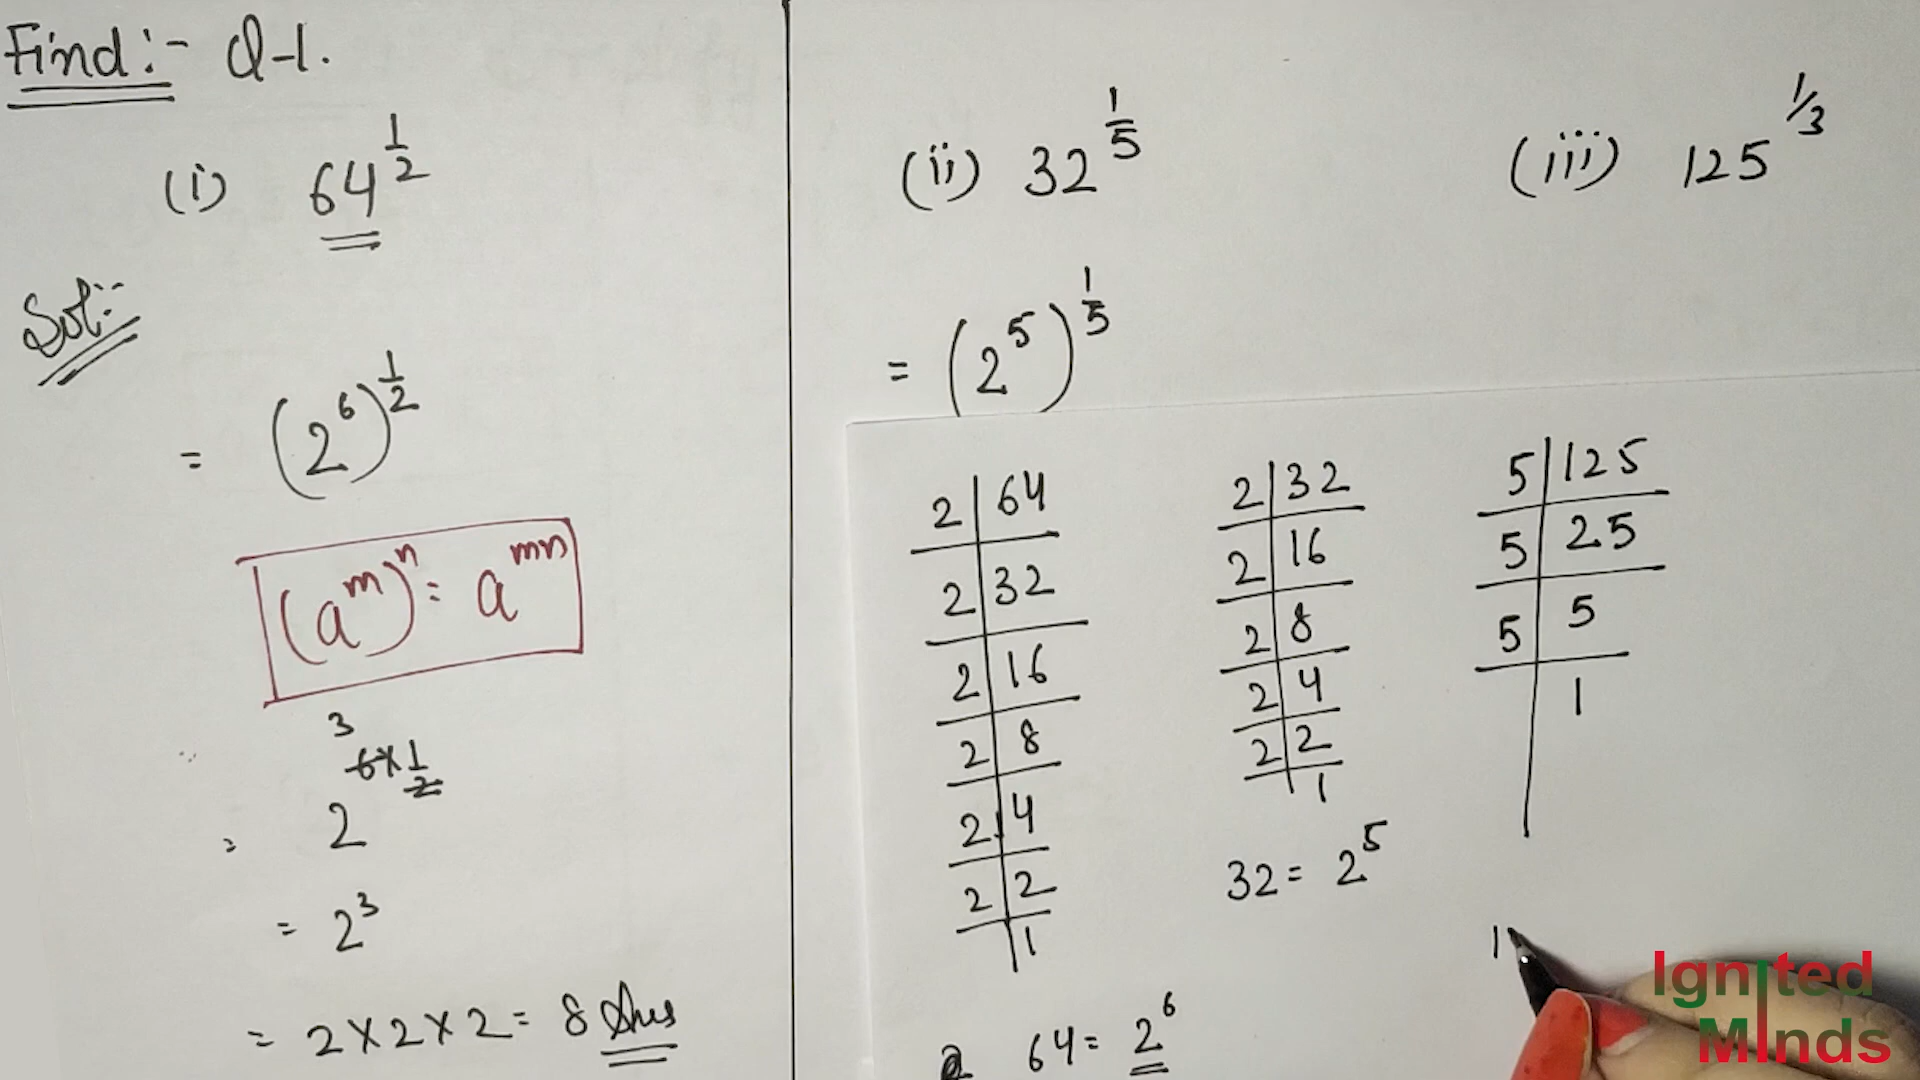 Find:- Q-1.
(i) 64^(1/2)
Sol:-
= (2^6)^(1/2)
(a^m)^n = a^mn
3
= 2^(6×1/2)
= 2^3
= 2×2×2= 8 Ans
(ii) 32^(1/5)
= (2^5)^(1/5)
(iii) 125^(1/3)
2|64
2|32
2|16
2|8
2|4
2|2
|1
64= 2^6
2|32
2|16
2|8
2|4
2|2
|1
32= 2^5
5|125
5|25
5|5
|1
1
Ignited
Minds